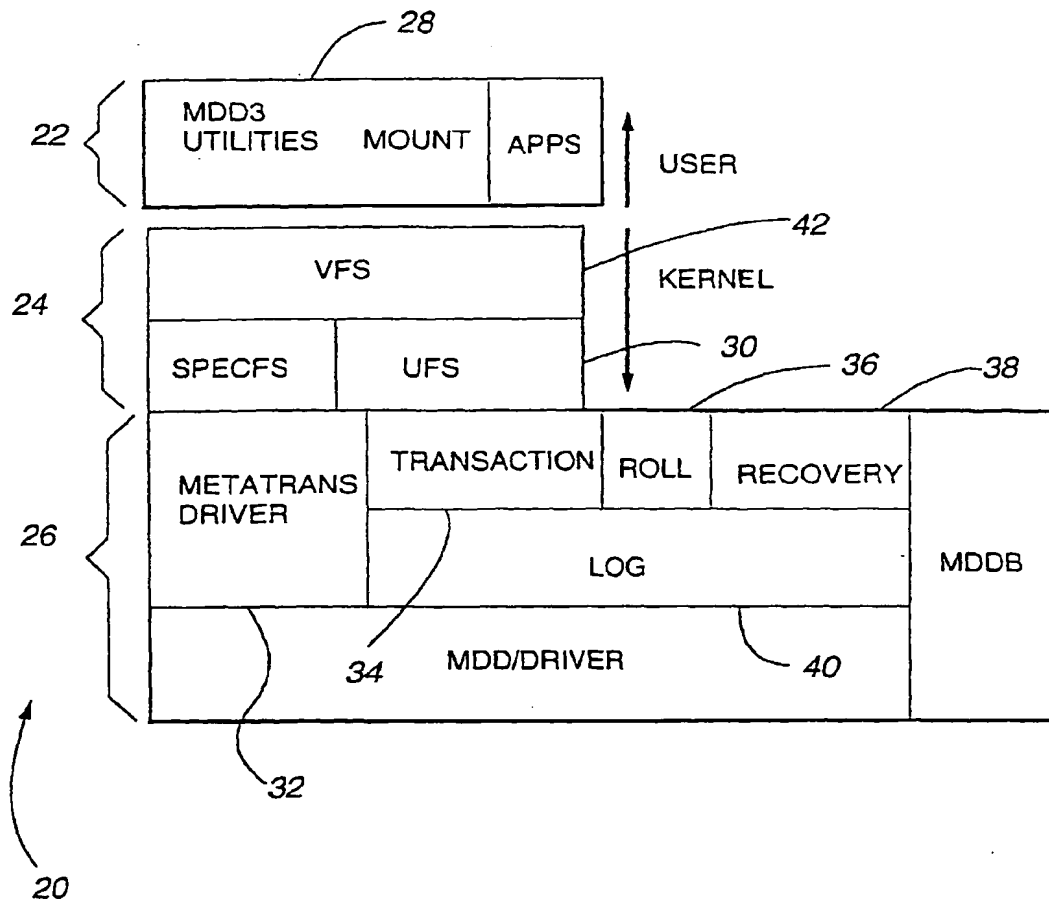 28
MDD3
UTILITIES MOUNT APPS
22
USER
42
VFS
KERNEL
24
30
SPECFS UFS
36 38
TRANSACTION ROLL RECOVERY
METATRANS
DRIVER
26
LOG
MDDB
MDD/DRIVER
34 40
32
20